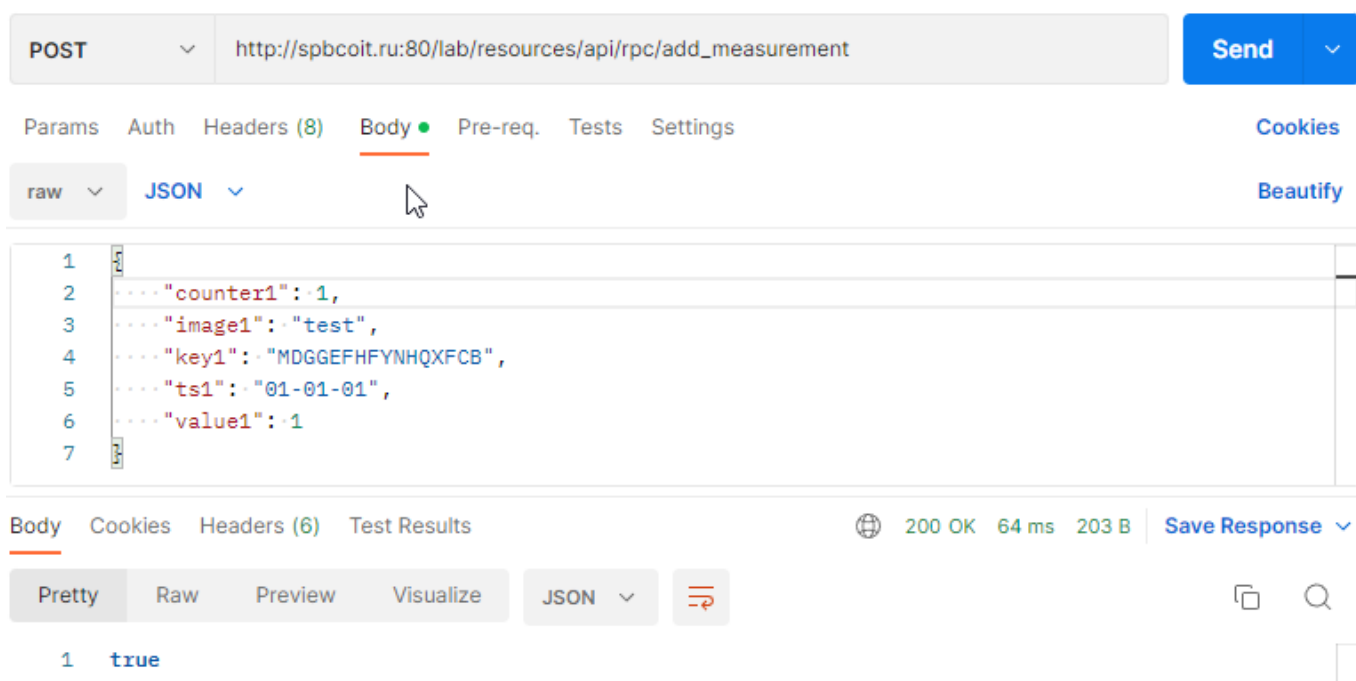 POST http://spbcoit.ru:80/lab/resources/api/rpc/add_measurement Send
Params Auth Headers (8) Body Pre-req. Tests Settings Cookies
raw JSON Beautify
1 {
2 "counter1": 1,
3 "image1": "test",
4 "key1": "MDGGEFHFYNHQXFCB",
5 "ts1": "01-01-01",
6 "value1": 1
7 }
Body Cookies Headers (6) Test Results 200 OK 64 ms 203 B Save Response
Pretty Raw Preview Visualize JSON
1 true